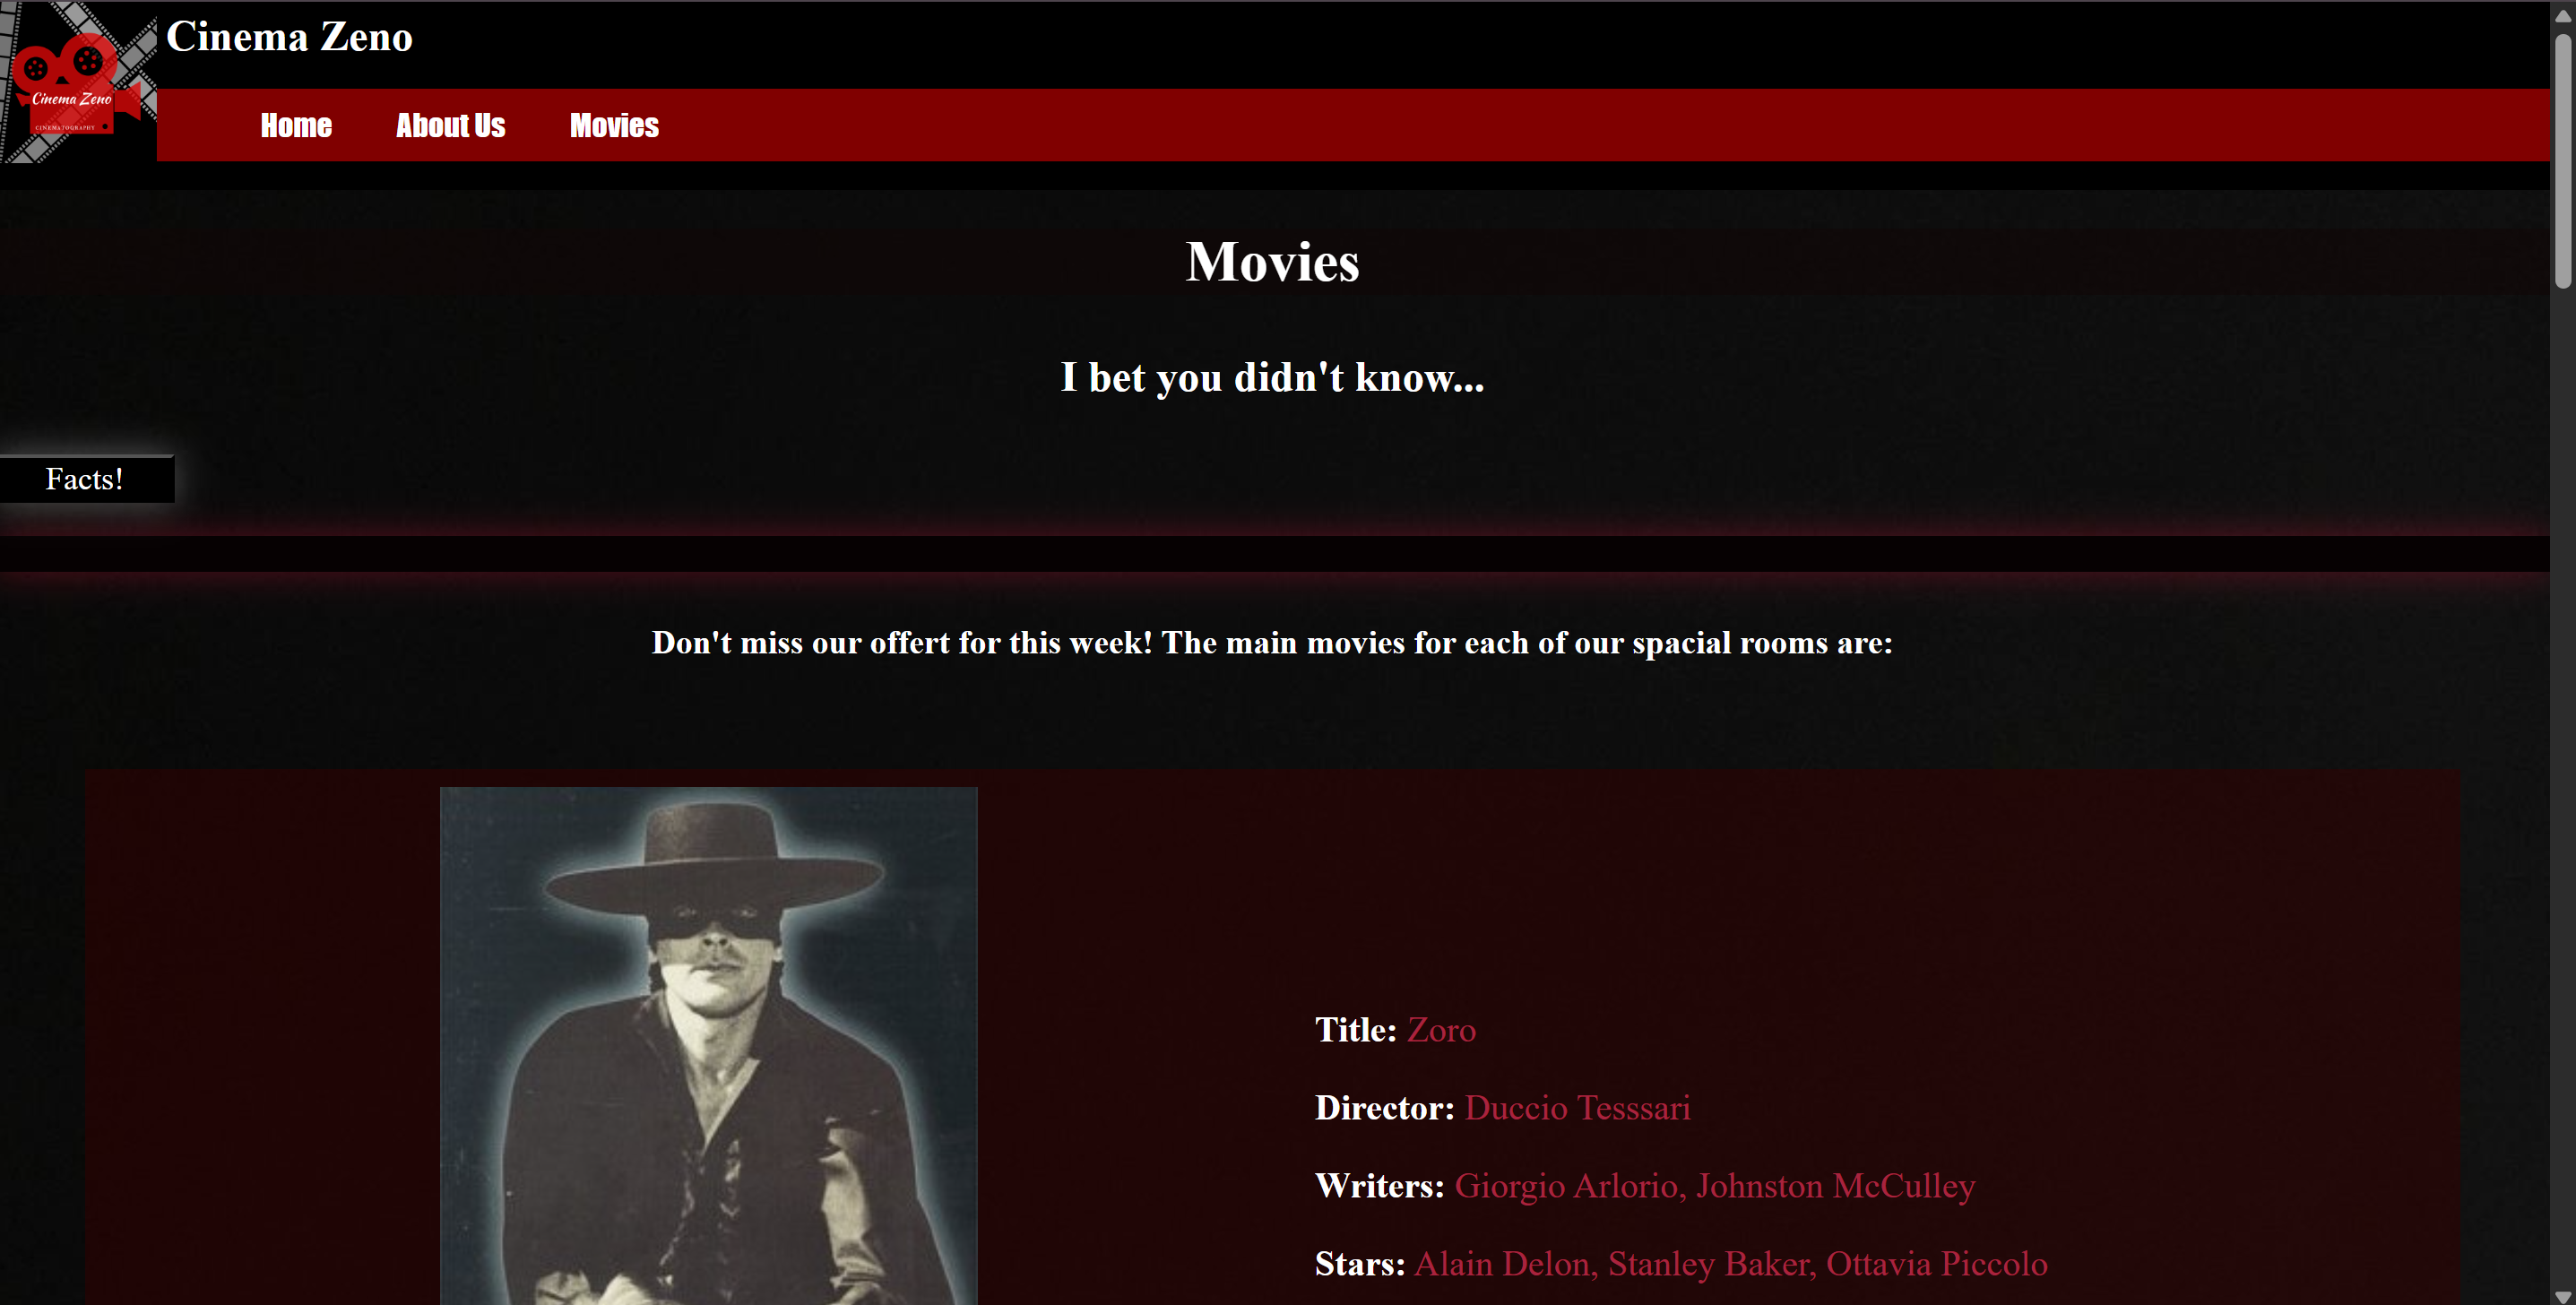 Cinema Zeno
Cinema Zeno
CINEMATOGRAPHY
Home About Us Movies
Movies
I bet you didn't know...
Facts!
Don't miss our offert for this week! The main movies for each of our spacial rooms are:
Title: Zoro
Director: Duccio Tesssari
Writers: Giorgio Arlorio, Johnston McCulley
Stars: Alain Delon, Stanley Baker, Ottavia Piccolo